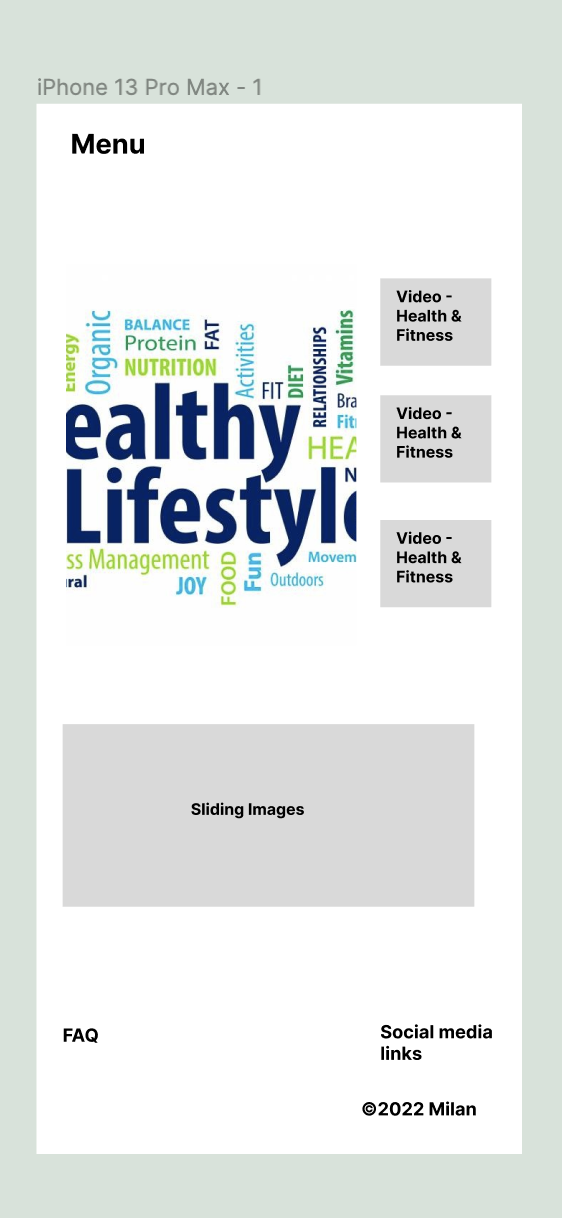 iPhone 13 Pro Max - 1
Menu
Energy
Organic
BALANCE
Protein
FAT
NUTRITION
Activities
FIT
DIET
RELATIONSHIPS
Vitamins
Bra
Fit
HEA
ealthy
N
Lifestyle
ss Management
ural
JOY
FOOD
Fun
Outdoors
Movem
Video -
Health &
Fitness
Video -
Health &
Fitness
Video -
Health &
Fitness
Sliding Images
FAQ
Social media
links
©2022 Milan